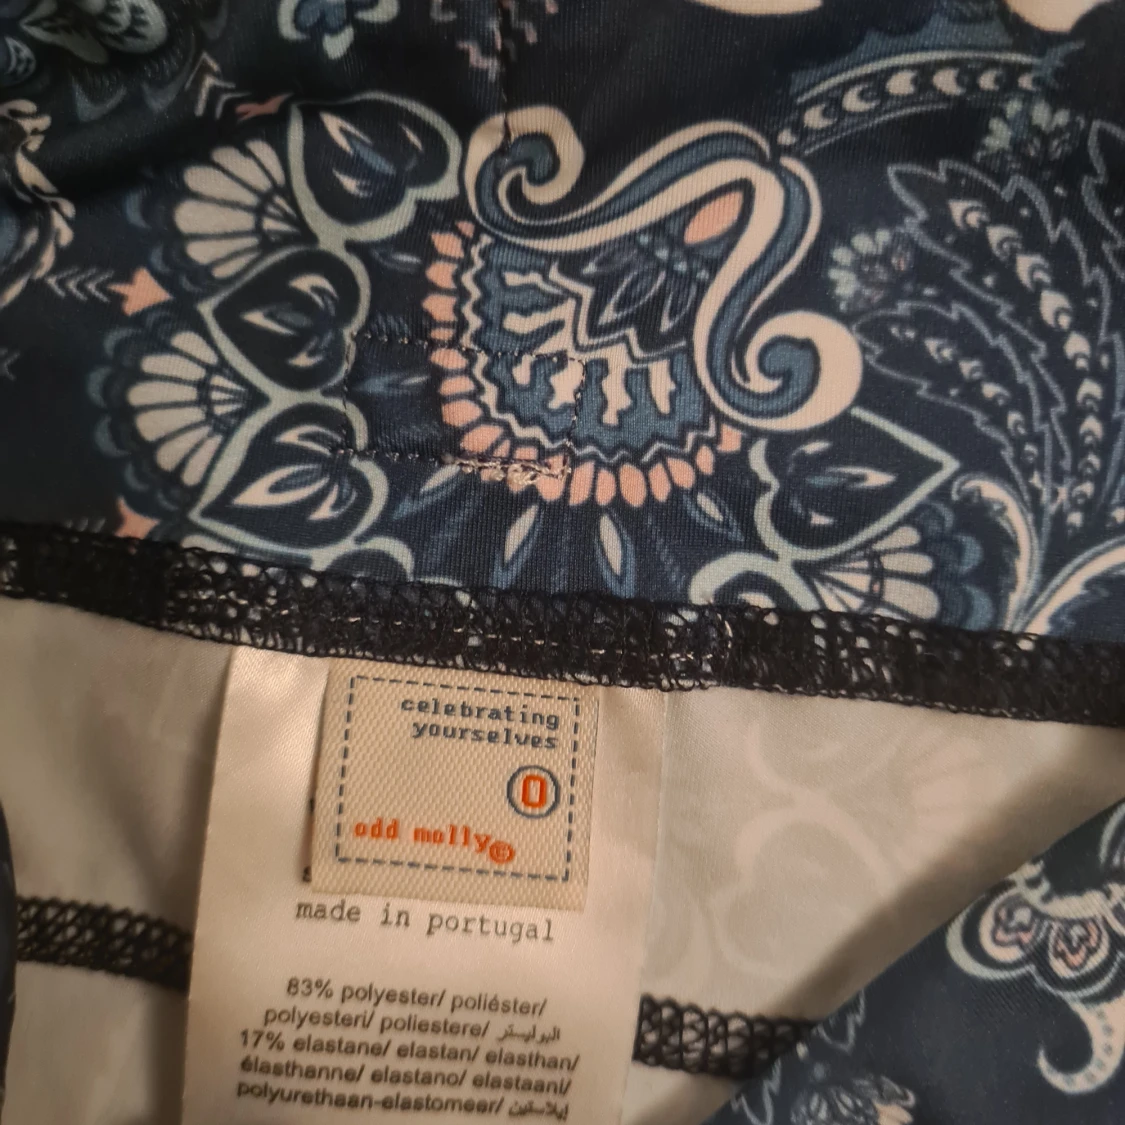 celebrating
yourselves
0
odd molly©
made in portugal
83% polyester/ poliéster/
polyesteri/ poliestere/ البوليستر
17% elastane/ elastan/ elasthan/
élasthanne/ elastano/ elastaani/
polyurethaan-elastomeer/ إيلاستين